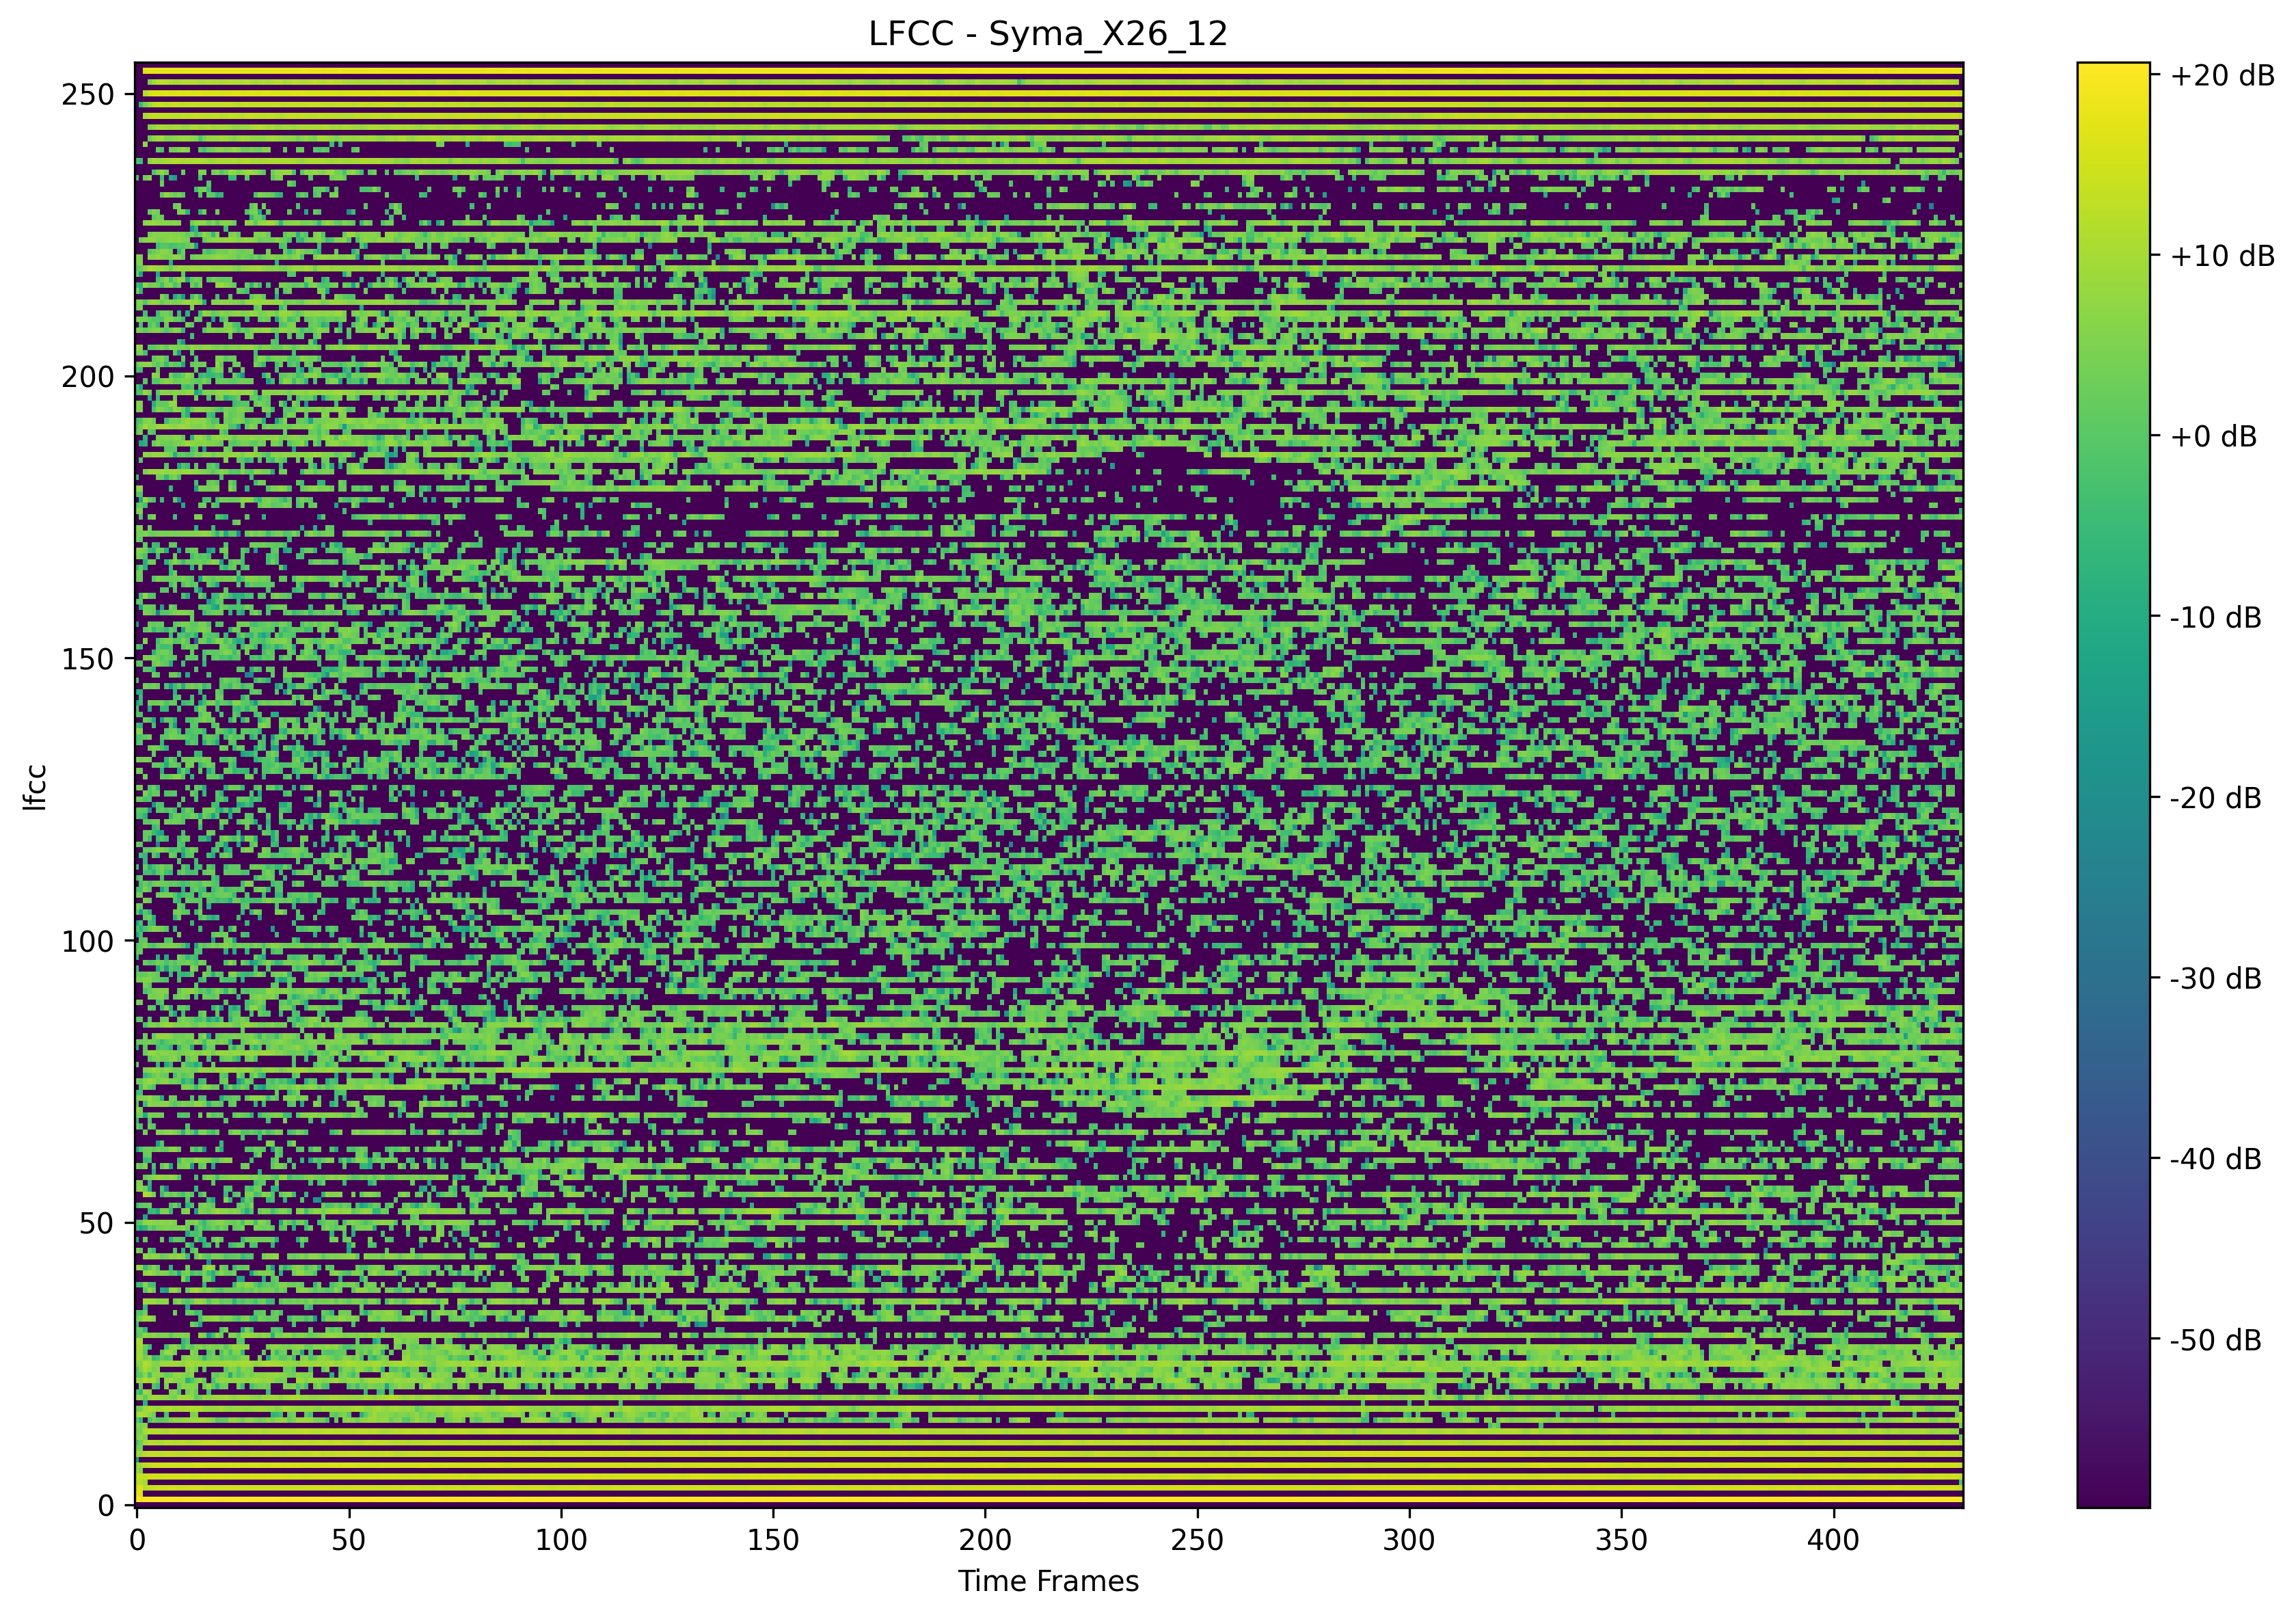 LFCC - Syma_X26_12
lfcc
250
200
150
100
50
0
0 50 100 150 200 250 300 350 400
Time Frames
+20 dB
+10 dB
+0 dB
-10 dB
-20 dB
-30 dB
-40 dB
-50 dB